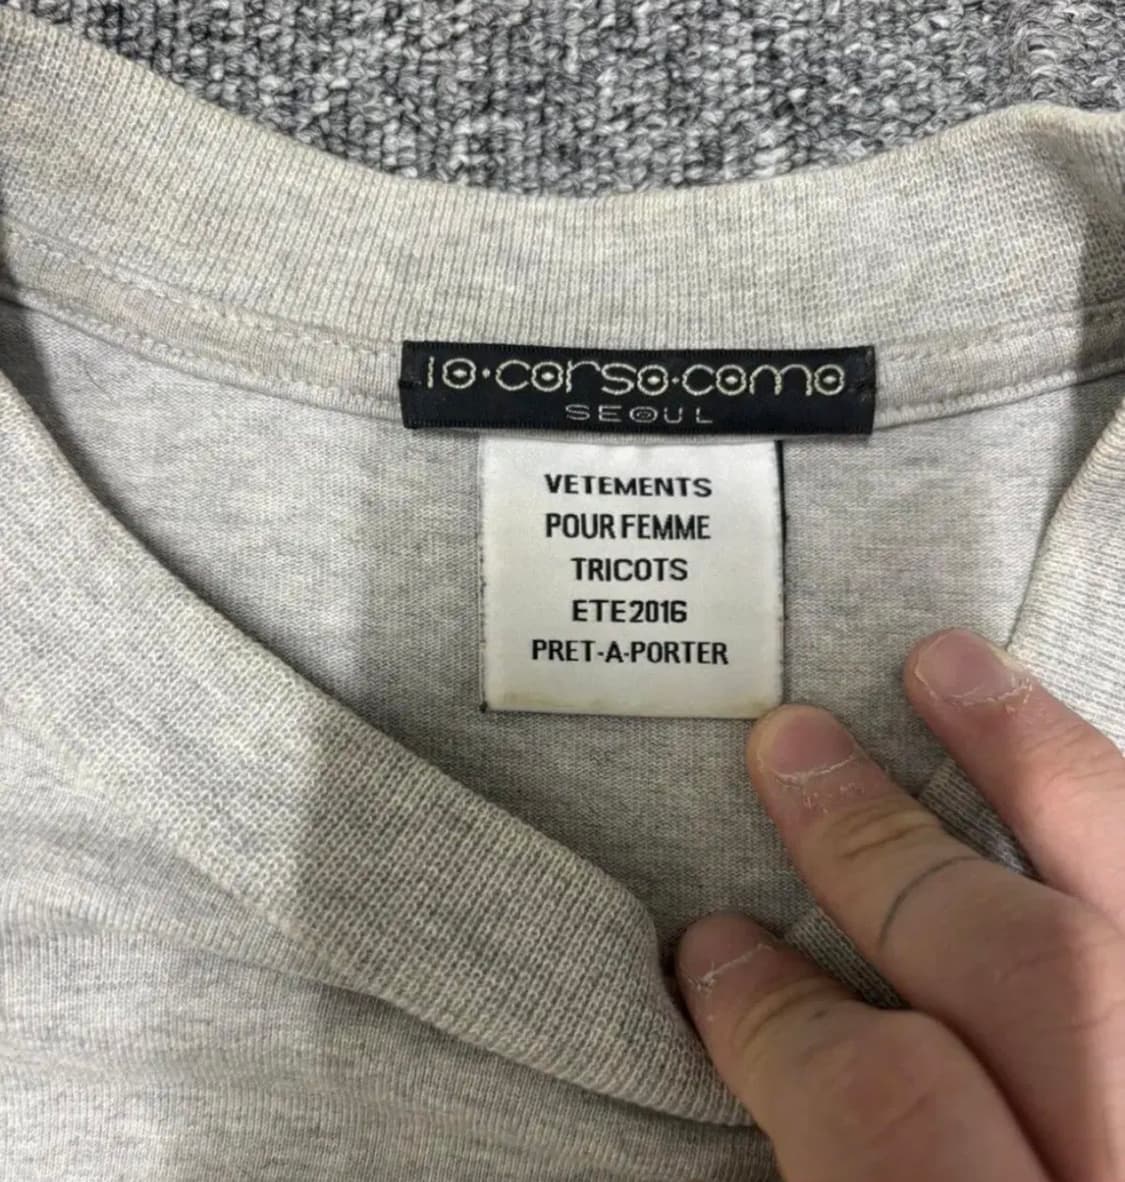 10·corso·como
SEOUL
VETEMENTS
POUR FEMME
TRICOTS
ETE2016
PRET-A-PORTER